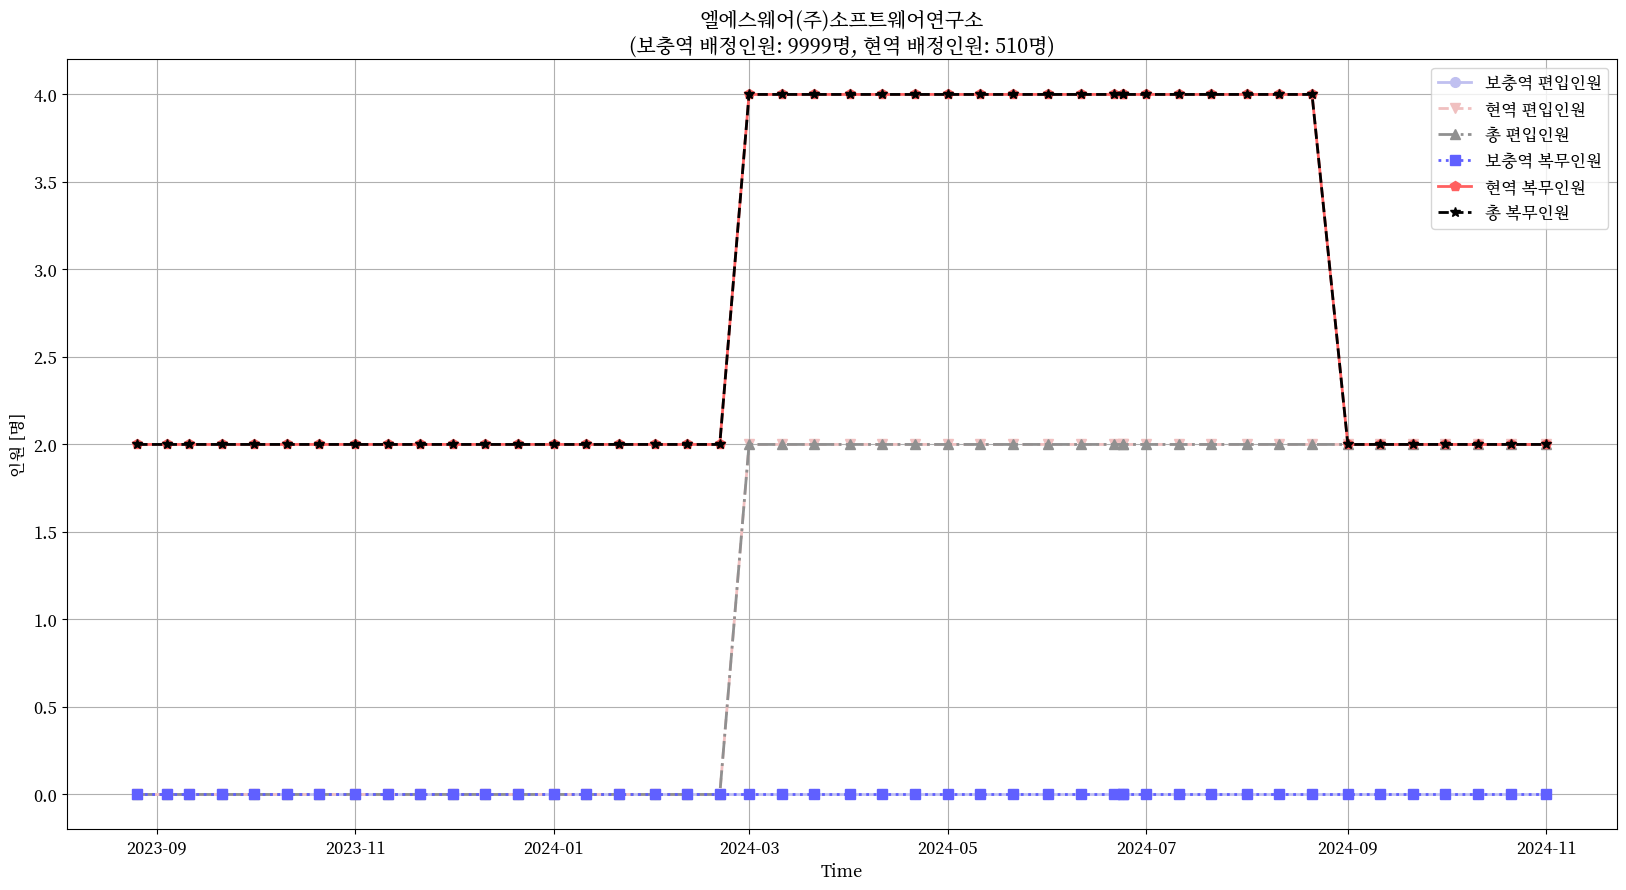 엘에스웨어(주)소프트웨어연구소
(보충역 배정인원: 9999명, 현역 배정인원: 510명)
보충역 편입인원
현역 편입인원
총 편입인원
보충역 복무인원
현역 복무인원
총 복무인원
인원 [명]
4.0
3.5
3.0
2.5
2.0
1.5
1.0
0.5
0.0
2023-09
2023-11
2024-01
2024-03
2024-05
2024-07
2024-09
2024-11
Time